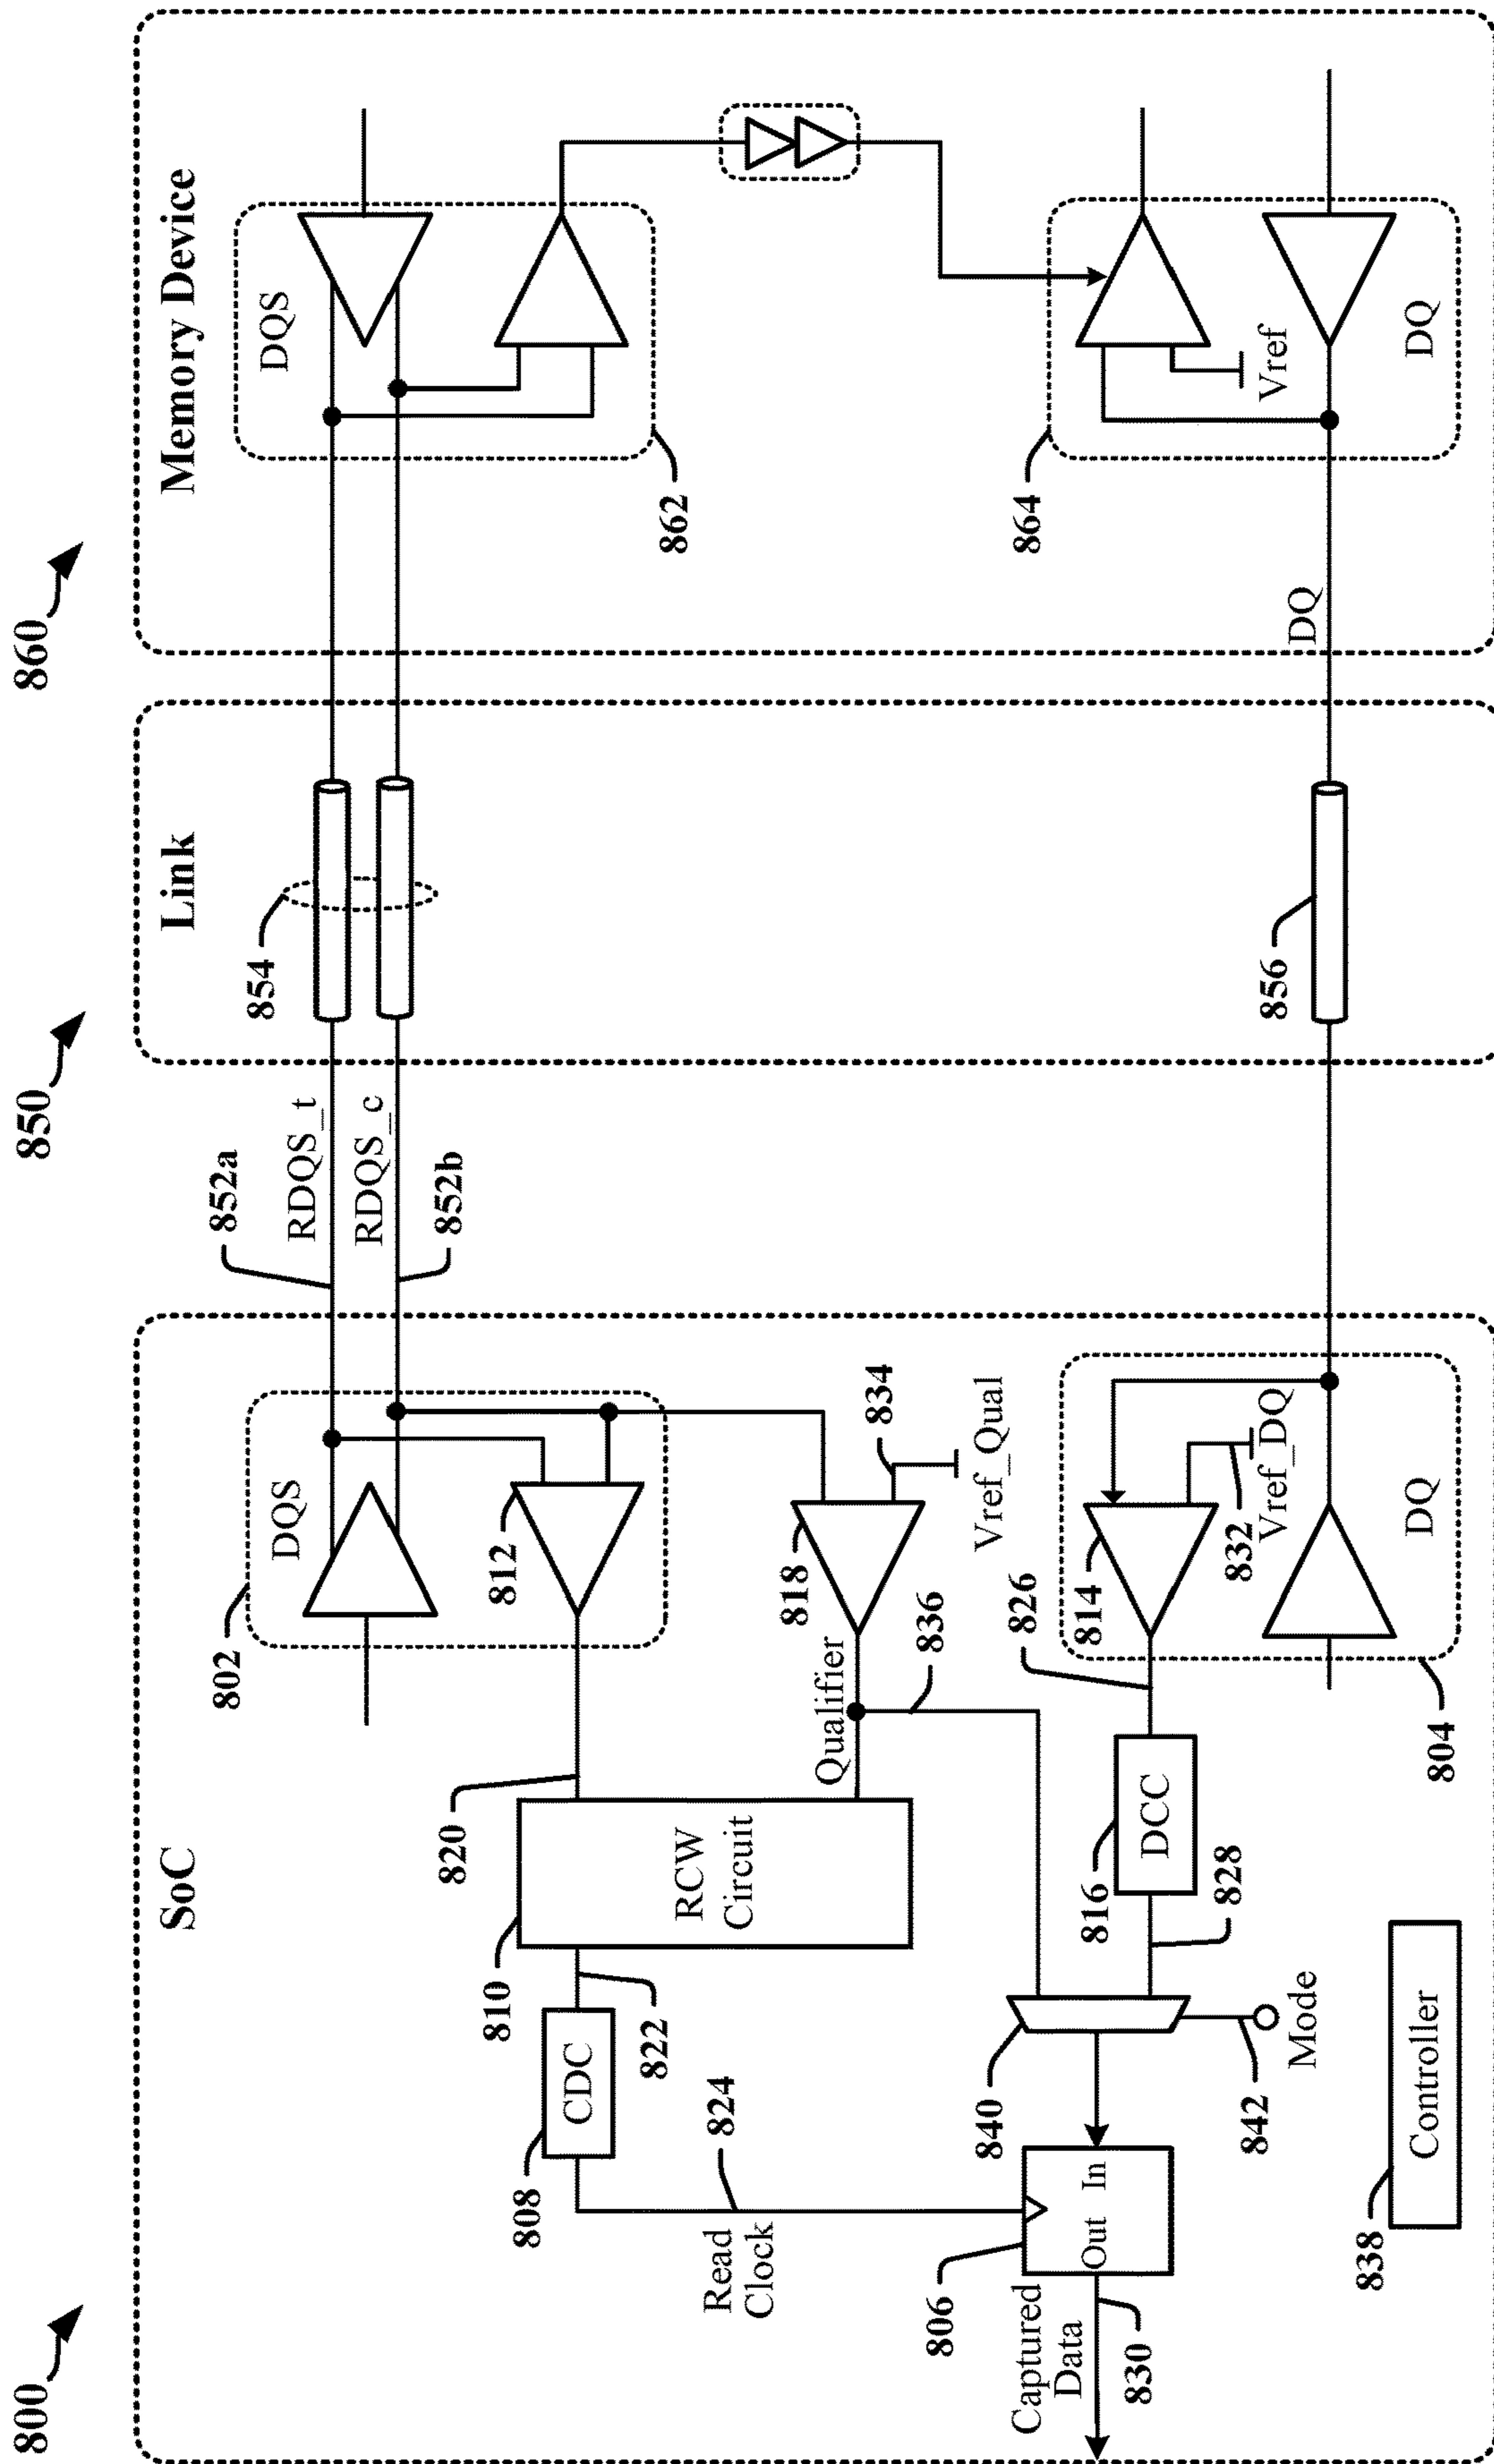 800
850
860
SoC
Link
Memory Device
802
DQS
812
852a
RDQS_t
RDQS_c
852b
854
DQS
862
820
810
RCW
Circuit
808
CDC
822
824
Read
Clock
818
Qualifier
836
834
Vref_Qual
826
814
832
Vref_DQ
DQ
804
816
DCC
828
840
842
Mode
806
Out In
Captured
Data
830
838
Controller
856
DQ
864
Vref
DQ